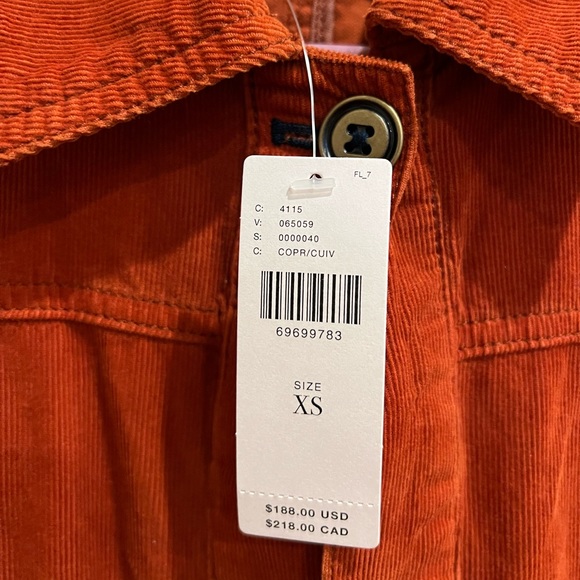 FL_7
C: 4115
V: 065059
S: 0000040
C: COPR/CUIV
69699783
SIZE
XS
$188.00 USD
$218.00 CAD